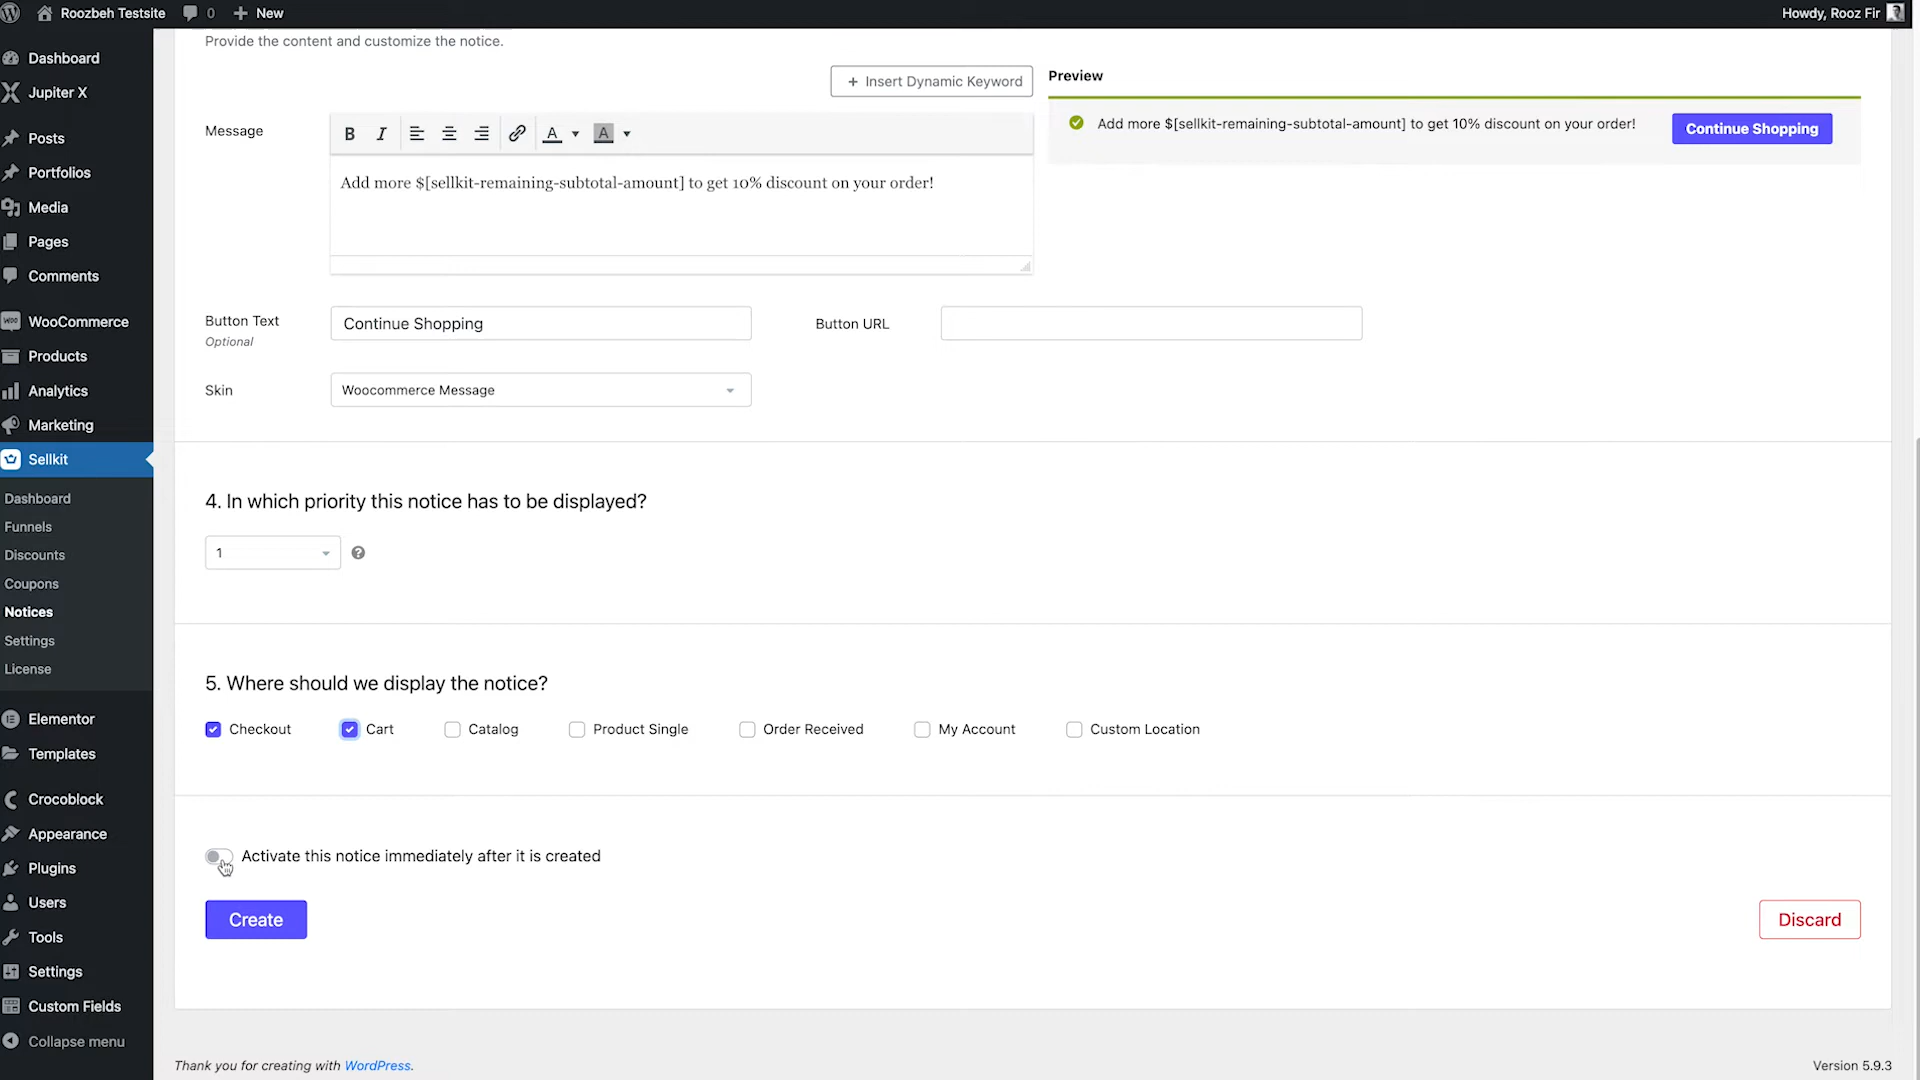 Roozbeh Testsite
0
New
Howdy, Rooz Fir
Dashboard
Jupiter X
Posts
Portfolios
Media
Pages
Comments
WooCommerce
Products
Analytics
Marketing
Sellkit
Dashboard
Funnels
Discounts
Coupons
Notices
Settings
License
Elementor
Templates
Crocoblock
Appearance
Plugins
Users
Tools
Settings
Custom Fields
Collapse menu
Provide the content and customize the notice.
+ Insert Dynamic Keyword
Preview
Message
B I A A
Add more $[sellkit-remaining-subtotal-amount] to get 10% discount on your order!
Continue Shopping
Add more $[sellkit-remaining-subtotal-amount] to get 10% discount on your order!
Button Text
Optional
Continue Shopping
Button URL
Skin
Woocommerce Message
4. In which priority this notice has to be displayed?
1
?
5. Where should we display the notice?
Checkout Cart Catalog Product Single Order Received My Account Custom Location
Activate this notice immediately after it is created
Create
Discard
Thank you for creating with WordPress.
Version 5.9.3